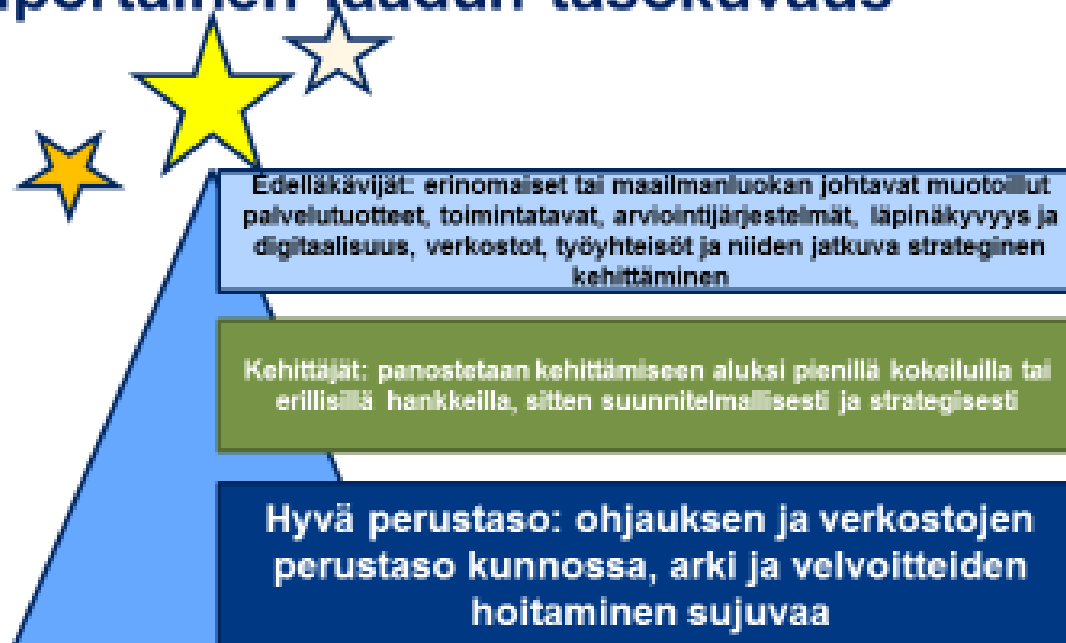 laadun tasokuvaus
Edelläkävijät: erinomaiset tai maailmanluokan johtavat muotoillut
palvelutuotteet, toimintatavat, arviointijärjestelmät, läpinäkyvyys ja
digitaalisuus, verkostot, työyhteisöt ja niiden jatkuva strateginen
kehittäminen
Kehittäjät: panostetaan kehittämiseen aluksi pienillä kokeiluilla tai
erillisillä hankkeilla, sitten suunnitelmallisesti ja strategisesti
Hyvä perustaso: ohjauksen ja verkostojen
perustaso kunnossa, arki ja velvoitteiden
hoitaminen sujuvaa